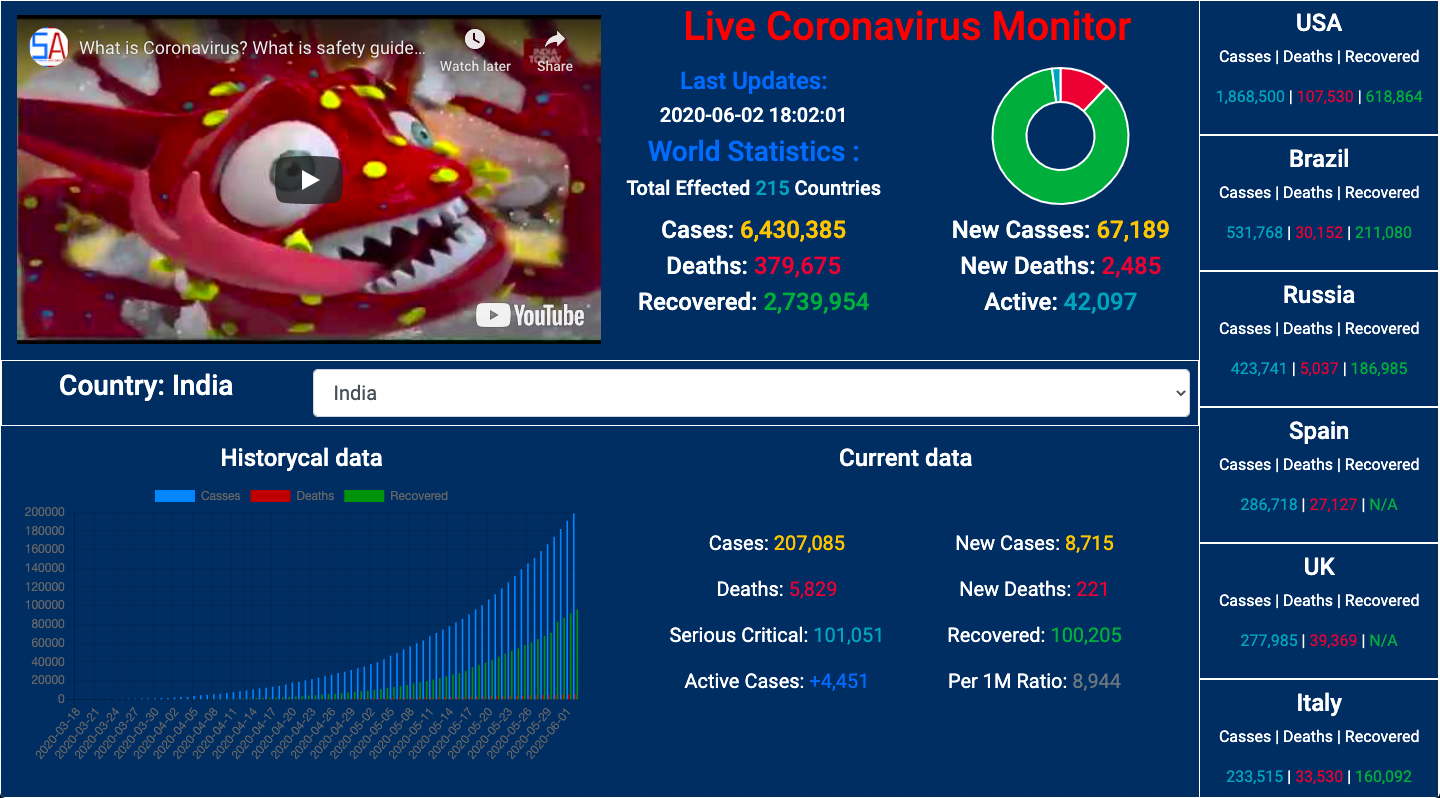 What is Coronavirus? What is safety guide...
Watch later
Share
INDIA
TODAY
YouTube
Live Coronavirus Monitor
Last Updates:
2020-06-02 18:02:01
World Statistics :
Total Effected 215 Countries
Cases: 6,430,385
Deaths: 379,675
Recovered: 2,739,954
New Casses: 67,189
New Deaths: 2,485
Active: 42,097
Country: India
India
Historycal data
Casses Deaths Recovered
200000
180000
160000
140000
120000
100000
80000
60000
40000
20000
0
2020-03-18
2020-03-21
2020-03-24
2020-03-27
2020-03-30
2020-04-02
2020-04-05
2020-04-08
2020-04-11
2020-04-14
2020-04-17
2020-04-20
2020-04-23
2020-04-26
2020-04-29
2020-05-02
2020-05-05
2020-05-08
2020-05-11
2020-05-14
2020-05-17
2020-05-20
2020-05-23
2020-05-26
2020-05-29
2020-06-01
Current data
Cases: 207,085
New Cases: 8,715
Deaths: 5,829
New Deaths: 221
Serious Critical: 101,051
Recovered: 100,205
Active Cases: +4,451
Per 1M Ratio: 8,944
USA
Casses | Deaths | Recovered
1,868,500 | 107,530 | 618,864
Brazil
Casses | Deaths | Recovered
531,768 | 30,152 | 211,080
Russia
Casses | Deaths | Recovered
423,741 | 5,037 | 186,985
Spain
Casses | Deaths | Recovered
286,718 | 27,127 | N/A
UK
Casses | Deaths | Recovered
277,985 | 39,369 | N/A
Italy
Casses | Deaths | Recovered
233,515 | 33,530 | 160,092